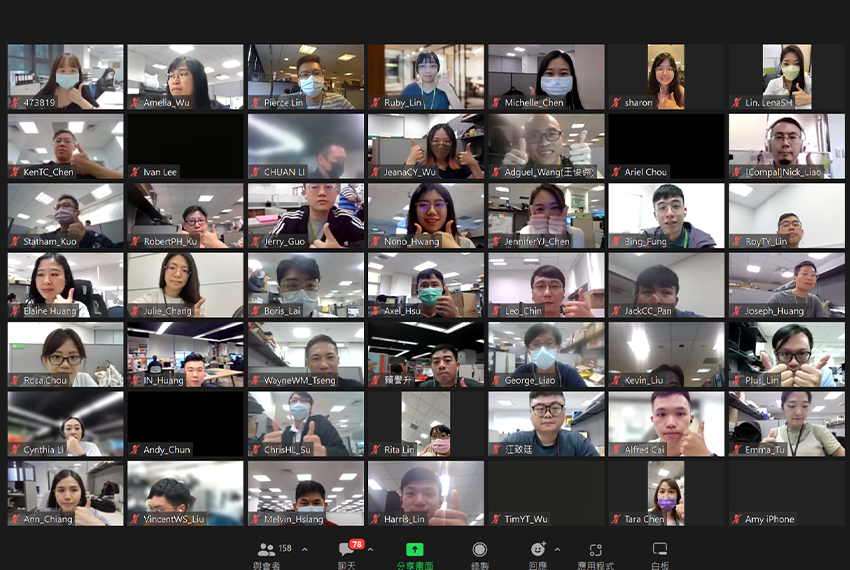 473819
Amelia_Wu
Pierce Lin
Ruby_Lin
Michelle_Chen
sharon
Lin. LenaSH
KenTC_Chen
Ivan Lee
CHUAN LI
JeanaCY_Wu
Adguel_Wang(王俊傑)
Ariel Chou
[Compal]Nick_Liao
Statham_Kuo
RobertPH_Ku
Jerry_Guo
Nono_Hwang
JenniferYJ_Chen
Bing_Fung
RoyTY_Lin
Elaine Huang
Julie_Chang
Boris_Lai
Axel_Hsu
Leo_Chin
JackCC_Pan
Joseph_Huang
Rosa.Chou
IN_Huang
WayneWM_Tseng
賴譽升
George_Liao
Kevin_Liu
Plus_Lin
Cynthia Li
Andy_Chun
ChrisHL_Su
Rita Lin
江致廷
Alfred Cai
Emma_Tu
Ann_Chiang
VincentWS_Liu
Melvin_Hsiang
Harris_Lin
TimYT_Wu
Tara Chen
Amy iPhone
158
78
與會者
聊天
分享畫面
錄製
回應
應用程式
白板